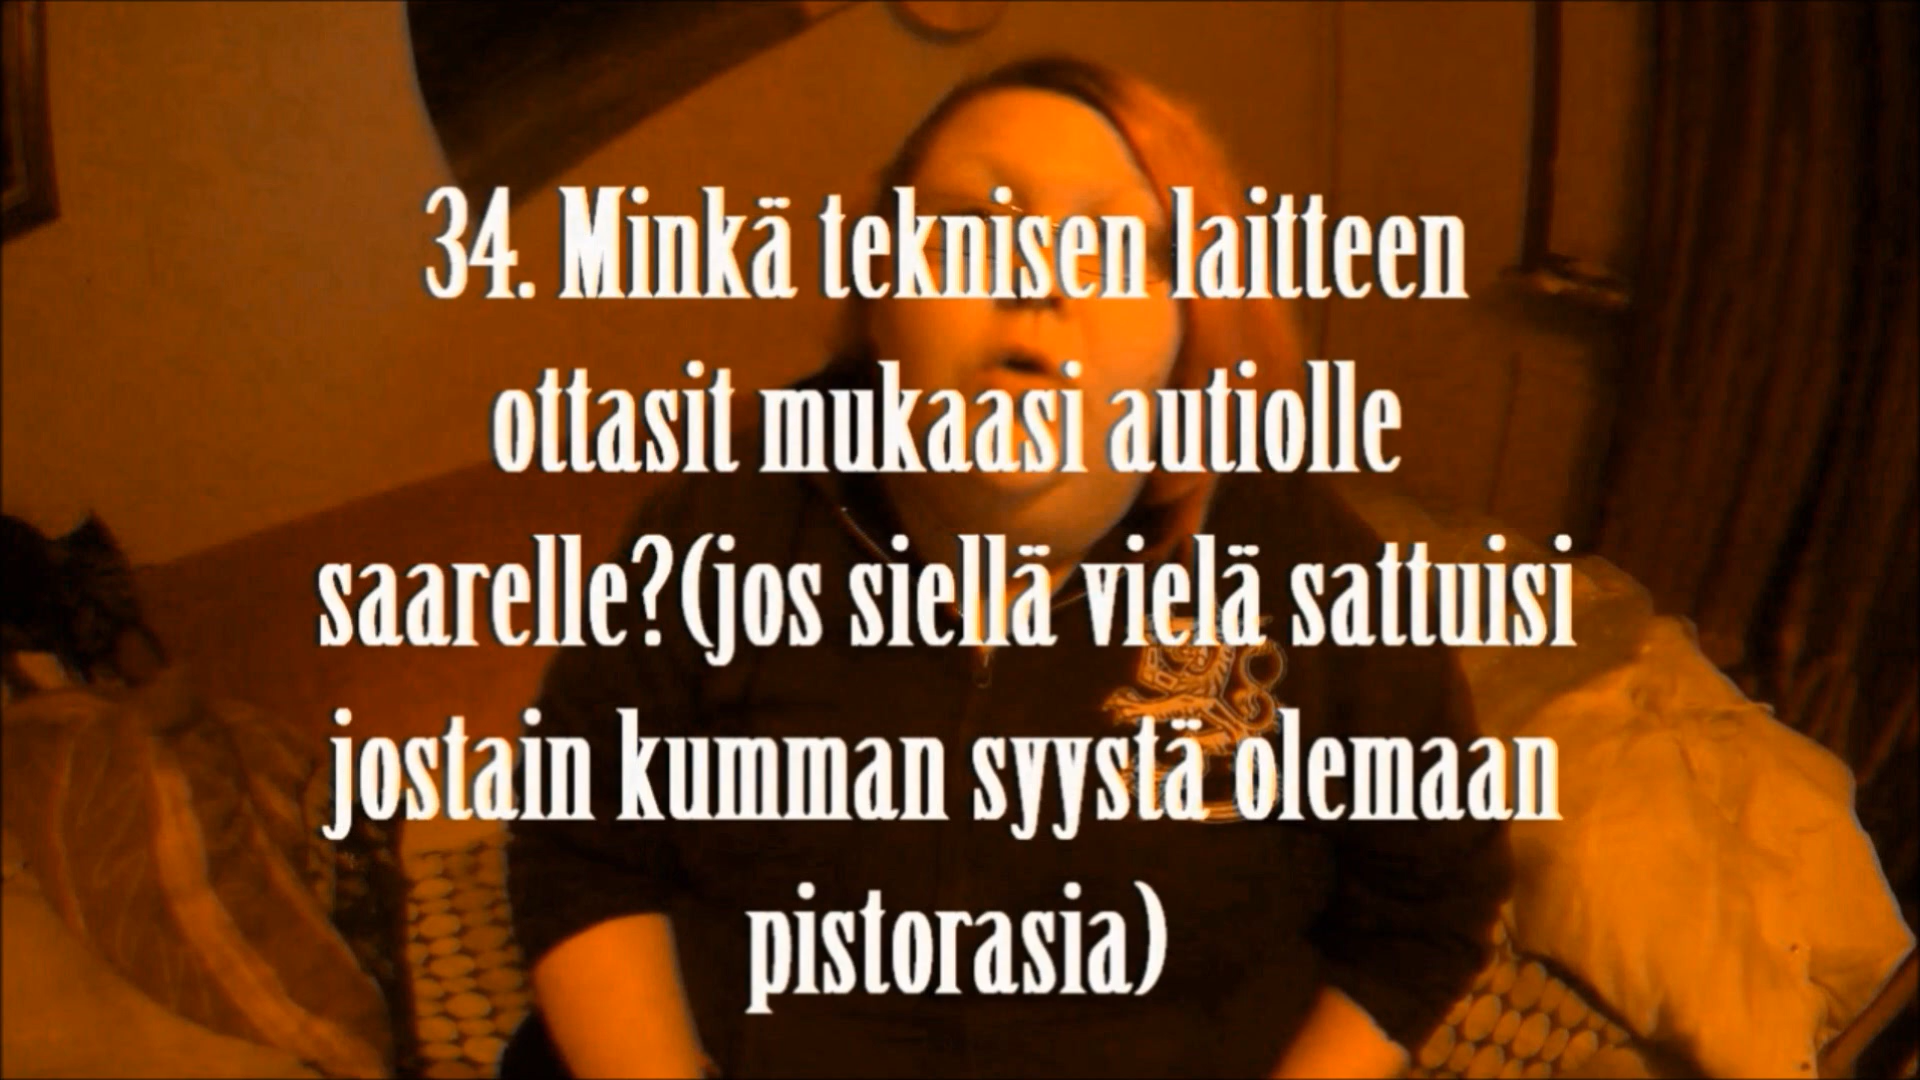 34. Minkä teknisen laitteen
ottasit mukaasi autiolle
saarelle?(jos siellä vielä sattuisi
jostain kumman syystä olemaan
pistorasia)